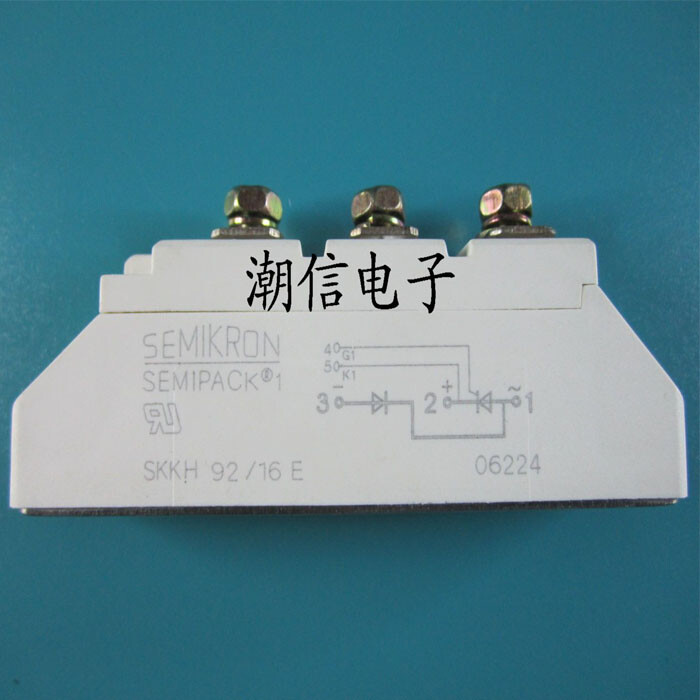 潮信电子
SEMIKRON
SEMIPACK® 1
SKKH 92/16 E
4 G1
5 K1
3 - 2 + ~ 1
06224